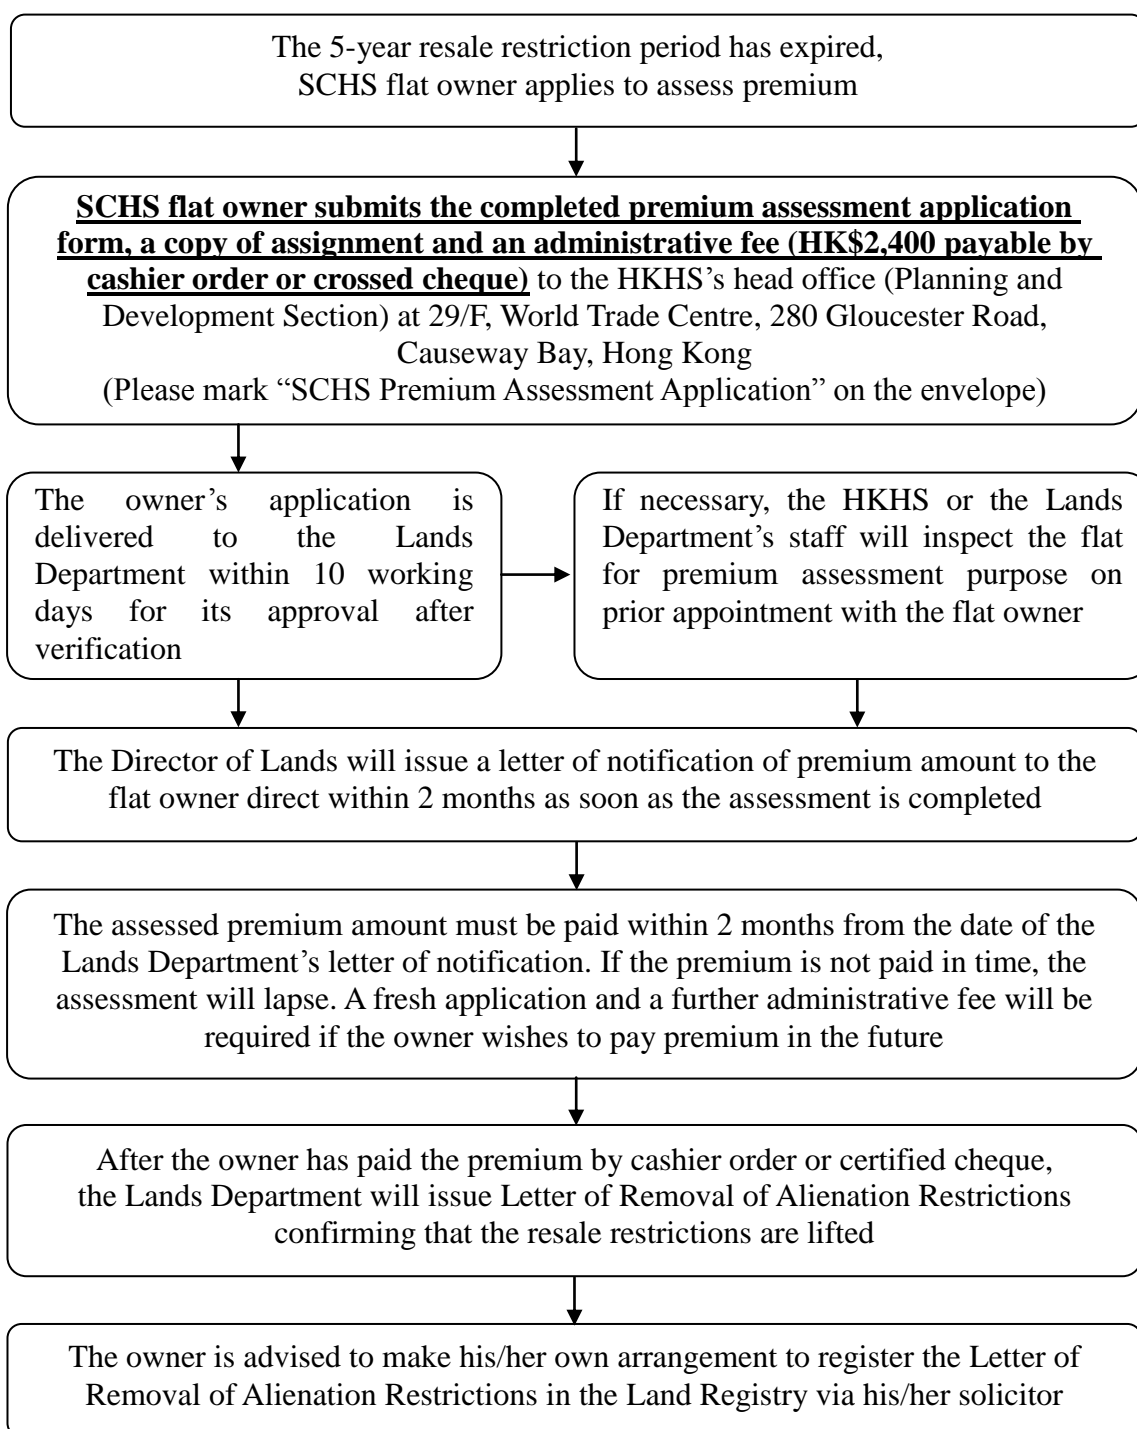 The 5-year resale restriction period has expired,
SCHS flat owner applies to assess premium
SCHS flat owner submits the completed premium assessment application
form, a copy of assignment and an administrative fee (HK$2,400 payable by
cashier order or crossed cheque) to the HKHS’s head office (Planning and
Development Section) at 29/F, World Trade Centre, 280 Gloucester Road,
Causeway Bay, Hong Kong
(Please mark “SCHS Premium Assessment Application” on the envelope)
The owner’s application is
delivered to the Lands
Department within 10 working
days for its approval after
verification
If necessary, the HKHS or the Lands
Department’s staff will inspect the flat
for premium assessment purpose on
prior appointment with the flat owner
The Director of Lands will issue a letter of notification of premium amount to the
flat owner direct within 2 months as soon as the assessment is completed
The assessed premium amount must be paid within 2 months from the date of the
Lands Department’s letter of notification. If the premium is not paid in time, the
assessment will lapse. A fresh application and a further administrative fee will be
required if the owner wishes to pay premium in the future
After the owner has paid the premium by cashier order or certified cheque,
the Lands Department will issue Letter of Removal of Alienation Restrictions
confirming that the resale restrictions are lifted
The owner is advised to make his/her own arrangement to register the Letter of
Removal of Alienation Restrictions in the Land Registry via his/her solicitor